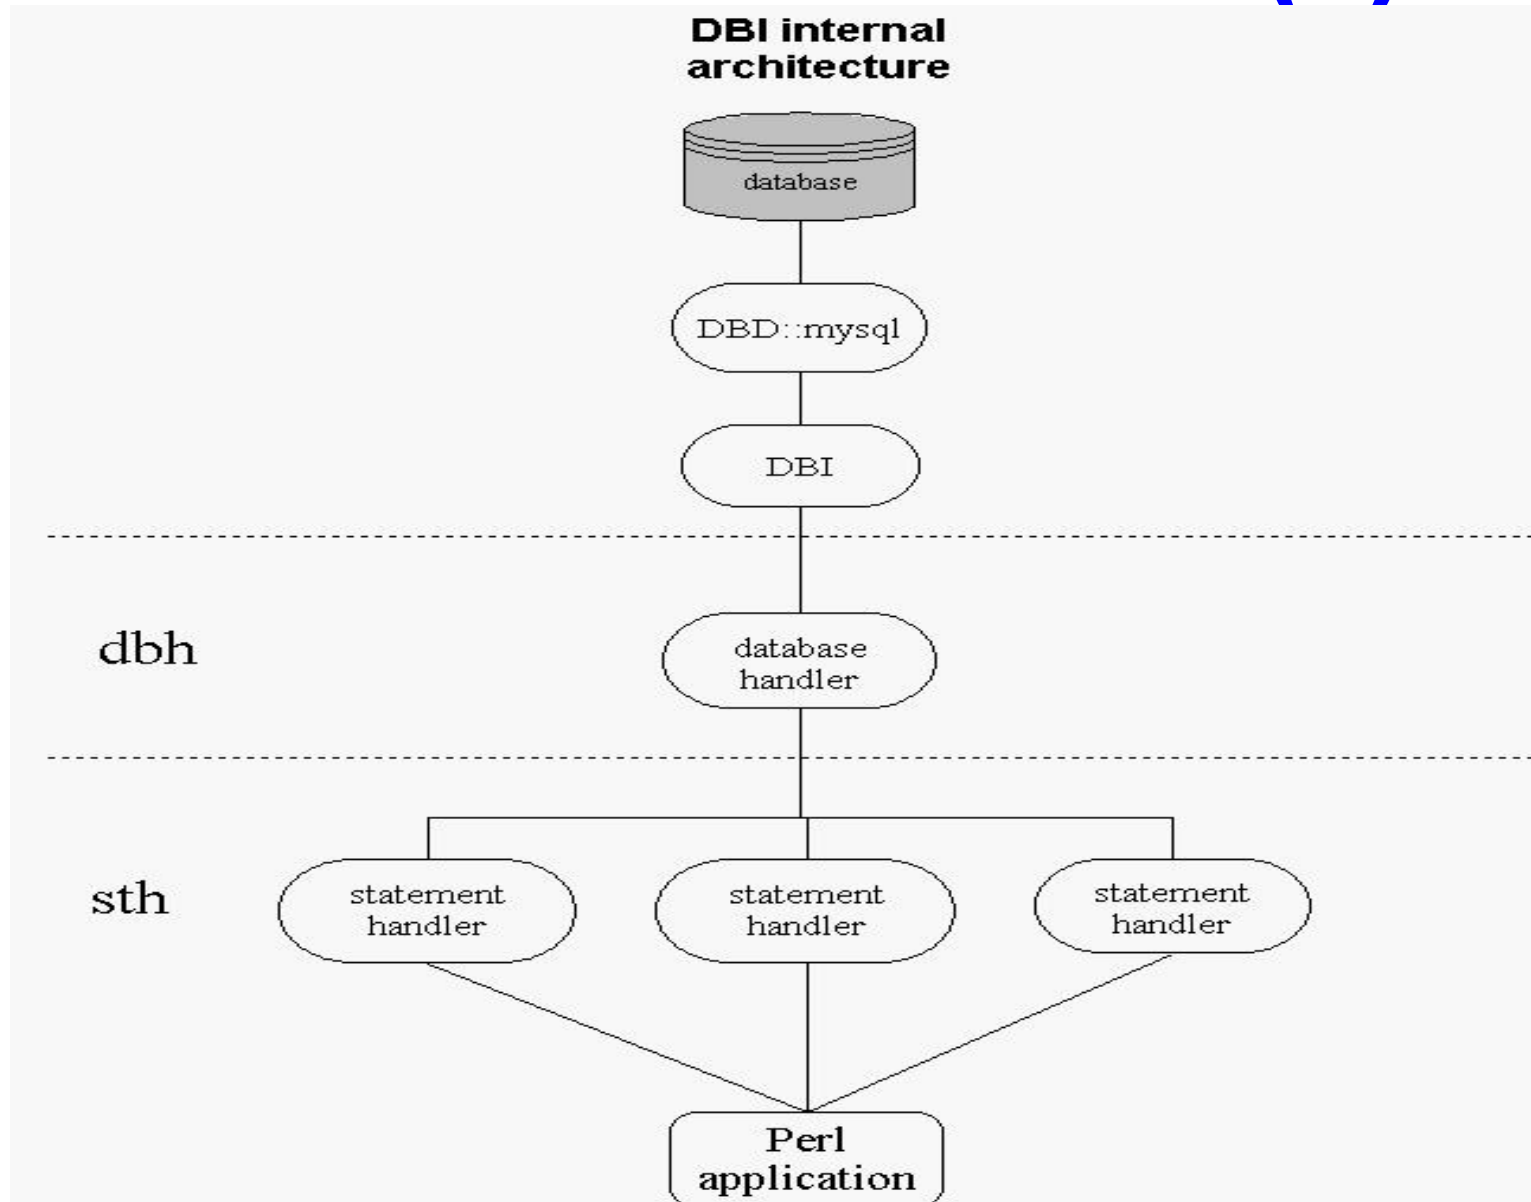 DBI internal
architecture
database
DBD::mysql
DBI
dbh
database
handler
sth
statement
handler
statement
handler
statement
handler
Perl
application